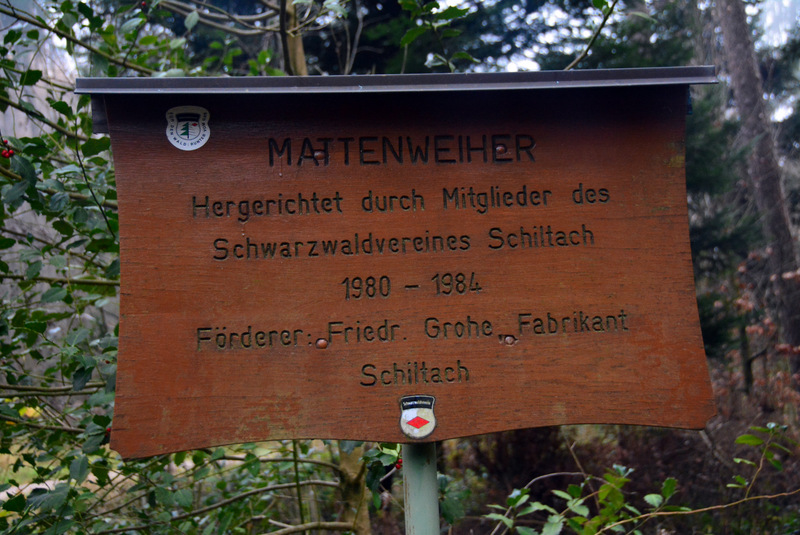 MATTENWEIHER
Hergerichtet durch Mitglieder des
Schwarzwaldvereines Schiltach
1980 – 1984
Förderer: Friedr. Grohe, Fabrikant
Schiltach